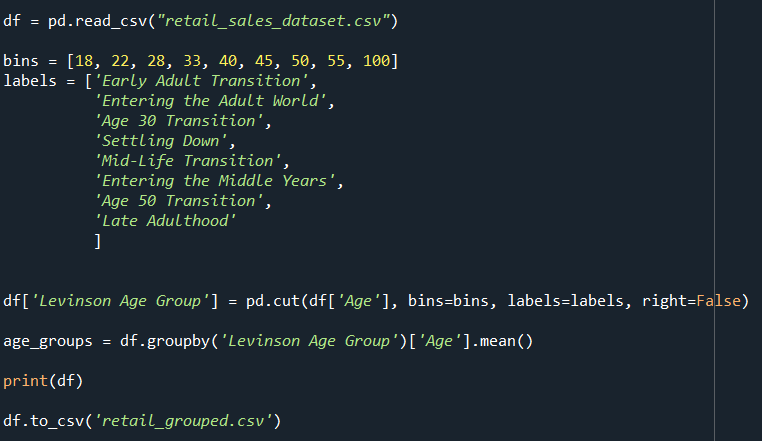 df = pd.read_csv("retail_sales_dataset.csv")
bins = [18, 22, 28, 33, 40, 45, 50, 55, 100]
labels = ['Early Adult Transition',
'Entering the Adult World',
'Age 30 Transition',
'Settling Down',
'Mid-Life Transition',
'Entering the Middle Years',
'Age 50 Transition',
'Late Adulthood'
]
df['Levinson Age Group'] = pd.cut(df['Age'], bins=bins, labels=labels, right=False)
age_groups = df.groupby('Levinson Age Group')['Age'].mean()
print(df)
df.to_csv('retail_grouped.csv')